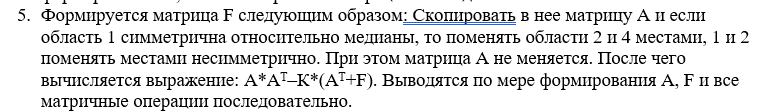 5. Формируется матрица F следующим образом: Скопировать в нее матрицу А и если
область 1 симметрична относительно медианы, то поменять области 2 и 4 местами, 1 и 2
поменять местами несимметрично. При этом матрица А не меняется. После чего
вычисляется выражение: A*Aᵀ–K*(Aᵀ+F). Выводятся по мере формирования A, F и все
матричные операции последовательно.